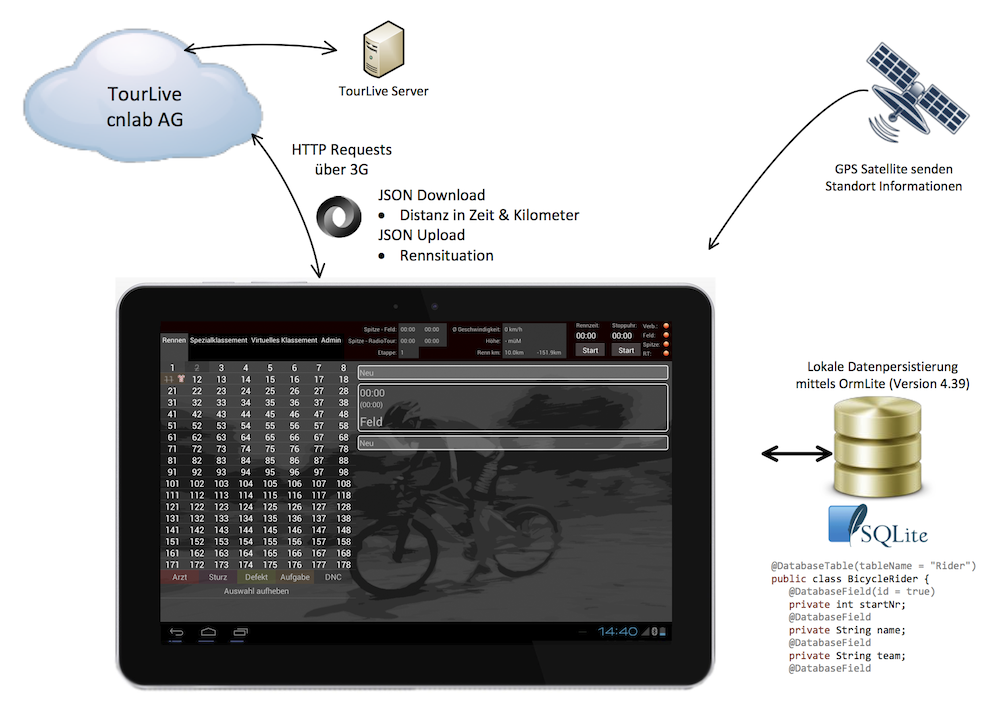 TourLive
cnlab AG
TourLive Server
HTTP Requests
über 3G
JSON Download
• Distanz in Zeit & Kilometer
JSON Upload
• Rennsituation
GPS Satellite senden
Standort Informationen
Rennen Spezialklassement Virtuelles Klassement Admin
Spitze - Feld: 00:00 00:00
Spitze - RadioTour: 00:00 00:00
Etappe: 1
Ø Geschwindigkeit: 0 km/h
Höhe: - müM
Renn km: 10.0km -151.9km
Rennzeit:
00:00
Start
Stoppuhr:
00:00
Start
Verb.:
Feld:
Spitze:
RT:
1 2 3 4 5 6 7 8
11 12 13 14 15 16 17 18
21 22 23 24 25 26 27 28
31 32 33 34 35 36 37 38
41 42 43 44 45 46 47 48
51 52 53 54 55 56 57 58
61 62 63 64 65 66 67 68
71 72 73 74 75 76 77 78
81 82 83 84 85 86 87 88
91 92 93 94 95 96 97 98
101 102 103 104 105 106 107 108
111 112 113 114 115 116 117 118
121 122 123 124 125 126 127 128
131 132 133 134 135 136 137 138
141 142 143 144 145 146 147 148
151 152 153 154 155 156 157 158
161 162 163 164 165 166 167 168
171 172 173 174 175 176 177 178
Arzt Sturz Defekt Aufgabe DNC
Auswahl aufheben
Neu
00:00
(00:00)
Feld
Neu
14:40
Lokale Datenpersistierung
mittels OrmLite (Version 4.39)
SQLite
@DatabaseTable(tableName = "Rider")
public class BicycleRider {
@DatabaseField(id = true)
private int startNr;
@DatabaseField
private String name;
@DatabaseField
private String team;
@DatabaseField